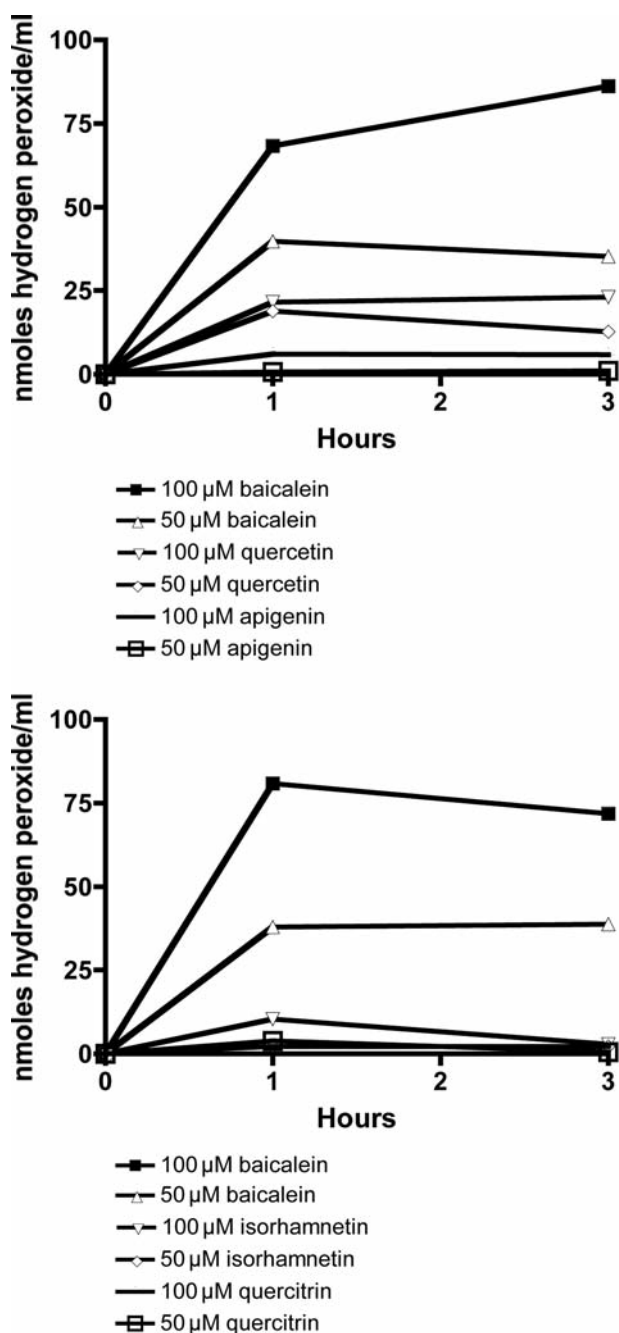 nmoles hydrogen peroxide/ml
100
75
50
25
0
0 1 2 3
Hours
100 µM baicalein
50 µM baicalein
100 µM quercetin
50 µM quercetin
100 µM apigenin
50 µM apigenin
nmoles hydrogen peroxide/ml
100
75
50
25
0
0 1 2 3
Hours
100 µM baicalein
50 µM baicalein
100 µM isorhamnetin
50 µM isorhamnetin
100 µM quercitrin
50 µM quercitrin